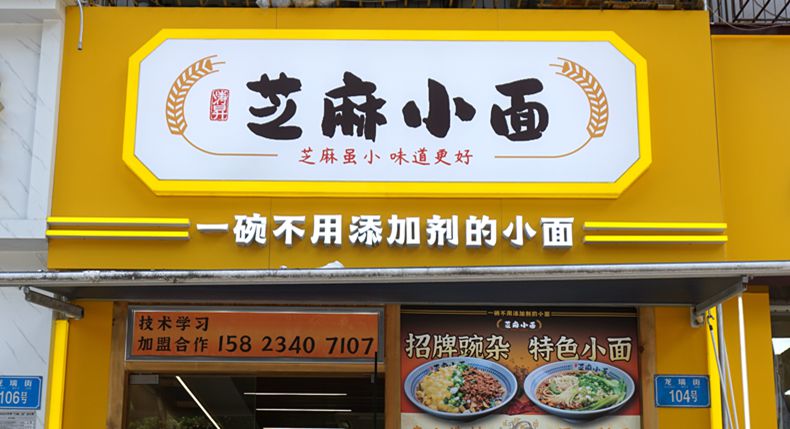 芝麻小面
芝麻虽小 味道更好
一碗不用添加剂的小面
技术学习
加盟合作 158 2340 7107
一碗不用添加剂的小面
芝麻小面
招牌豌杂 特色小面
龙瑞街
106号
龙瑞街
104号